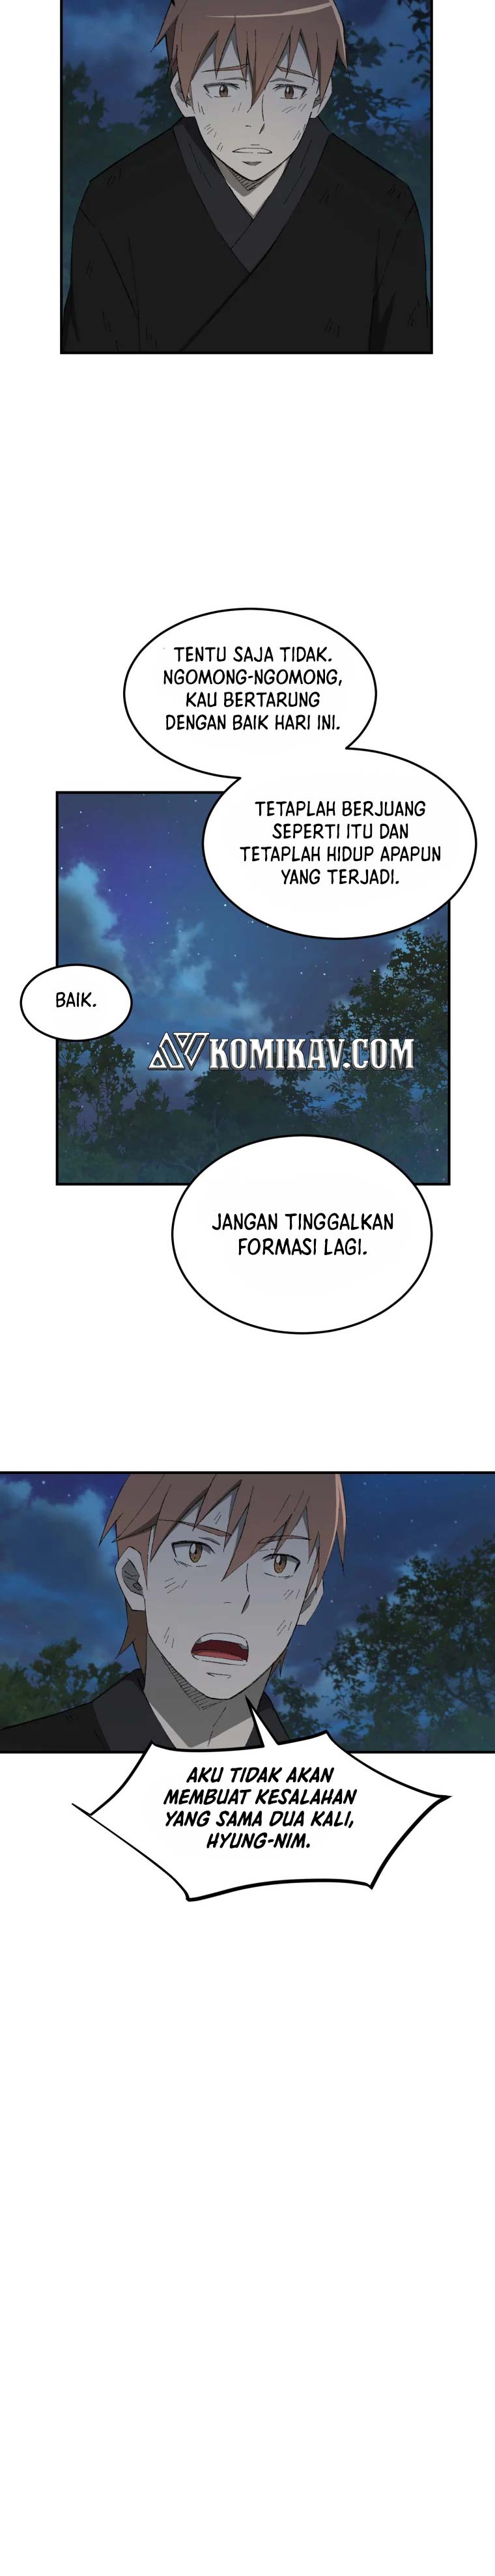 TENTU SAJA TIDAK.
NGOMONG-NGOMONG,
KAU BERTARUNG
DENGAN BAIK HARI INI.
TETAPLAH BERJUANG
SEPERTI ITU DAN
TETAPLAH HIDUP APAPUN
YANG TERJADI.
BAIK.
KOMIKAV.COM
JANGAN TINGGALKAN
FORMASI LAGI.
AKU TIDAK AKAN
MEMBUAT KESALAHAN
YANG SAMA DUA KALI,
HYUNG-NIM.